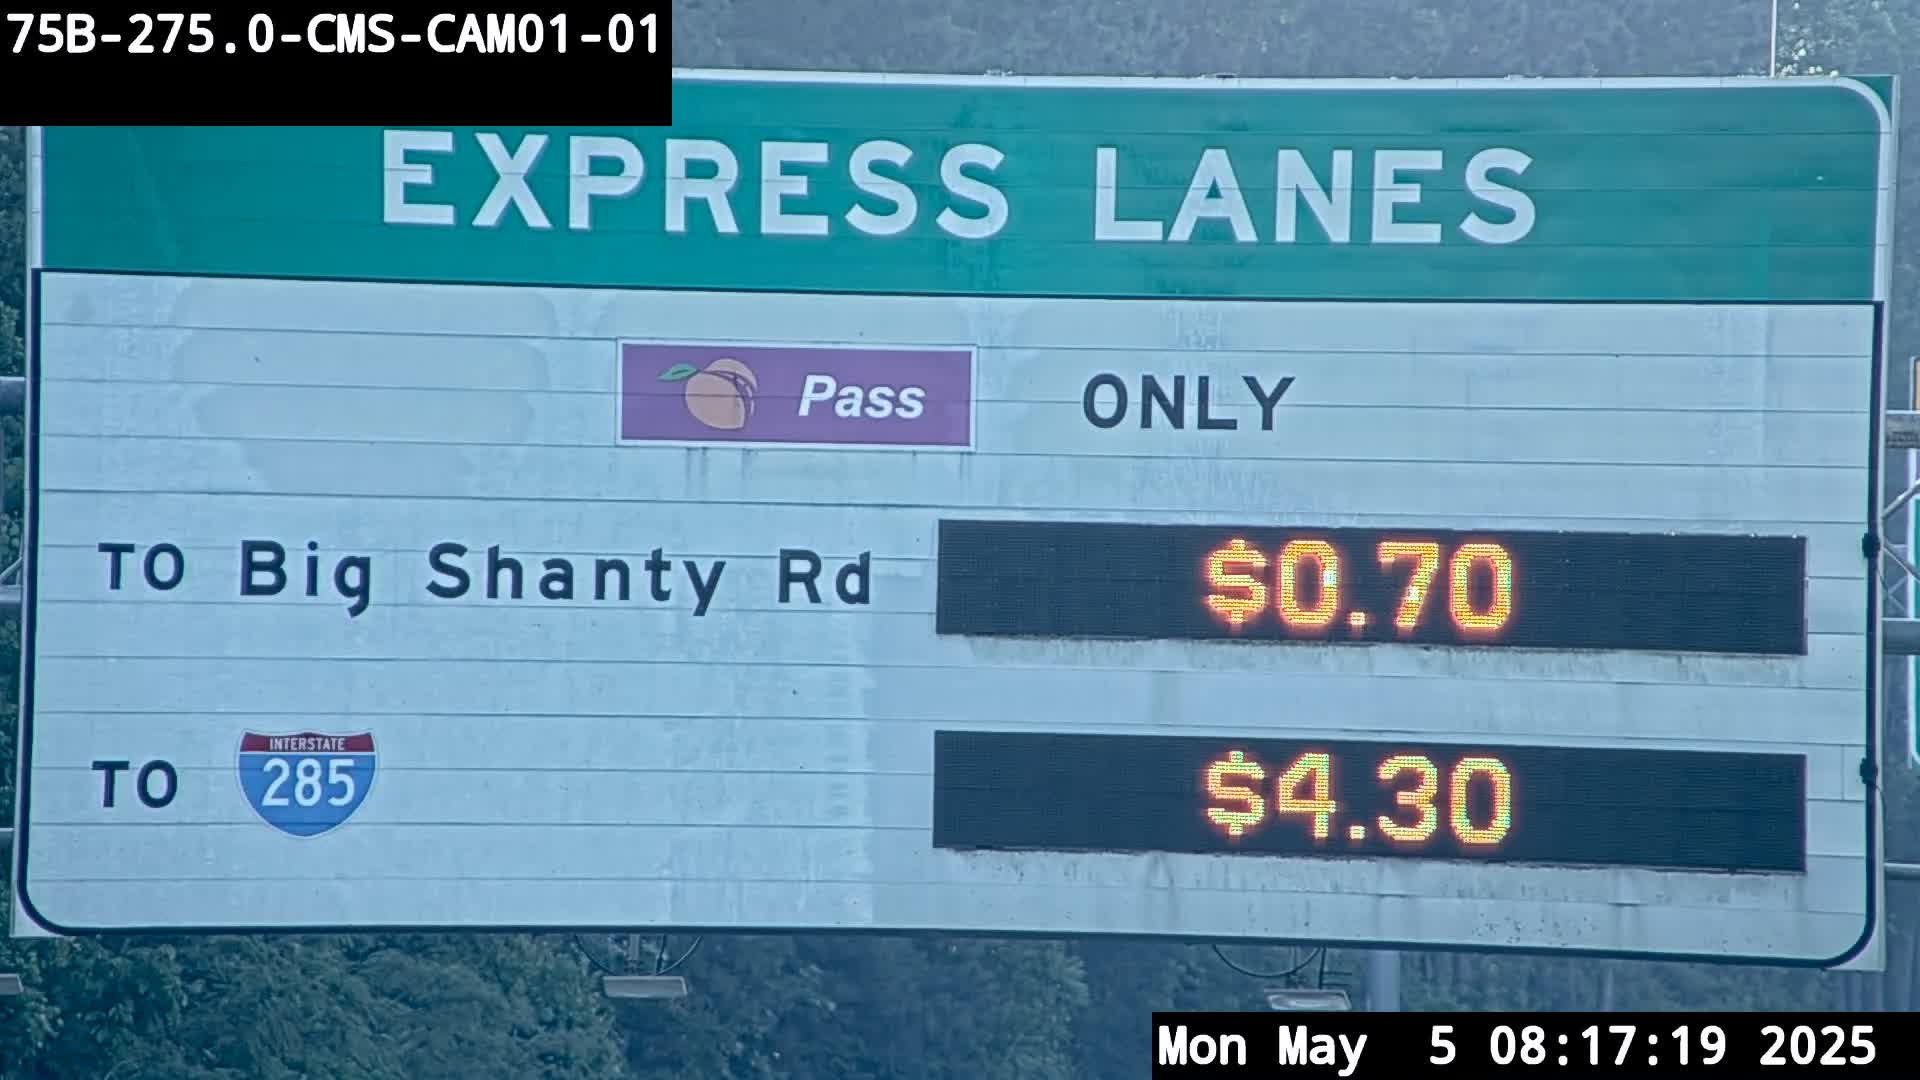 75B-275.0-CMS-CAM01-01
EXPRESS LANES
Pass ONLY
TO Big Shanty Rd $0.70
TO INTERSTATE 285 $4.30
Mon May 5 08:17:19 2025